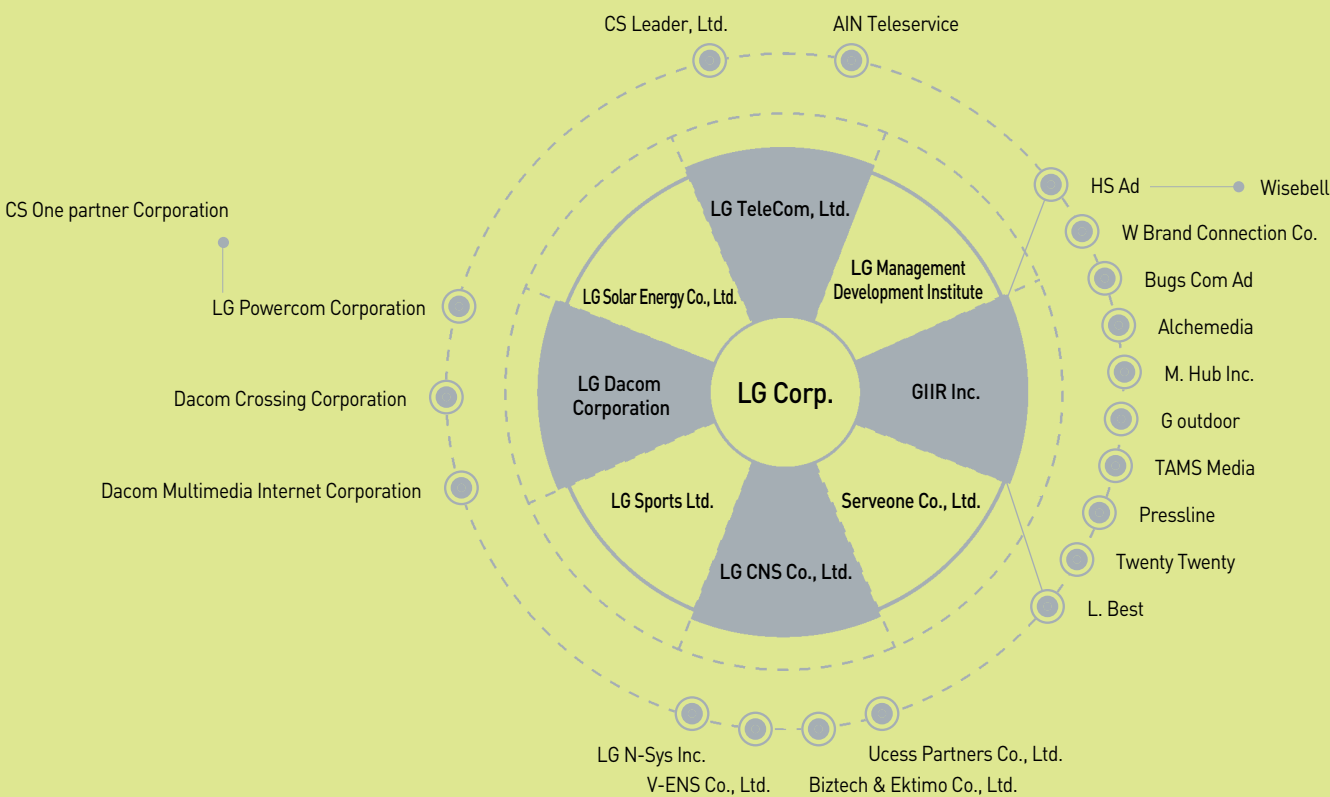 CS Leader, Ltd.
AIN Teleservice
HS Ad
Wisebell
CS One partner Corporation
LG TeleCom, Ltd.
W Brand Connection Co.
LG Management
Development Institute
Bugs Com Ad
LG Solar Energy Co., Ltd.
LG Powercom Corporation
Alchemedia
M. Hub Inc.
LG Dacom
Corporation
LG Corp.
GIIR Inc.
Dacom Crossing Corporation
G outdoor
TAMS Media
Dacom Multimedia Internet Corporation
LG Sports Ltd.
Serveone Co., Ltd.
Pressline
Twenty Twenty
LG CNS Co., Ltd.
L. Best
LG N-Sys Inc.
Ucess Partners Co., Ltd.
V-ENS Co., Ltd.
Biztech & Ektimo Co., Ltd.